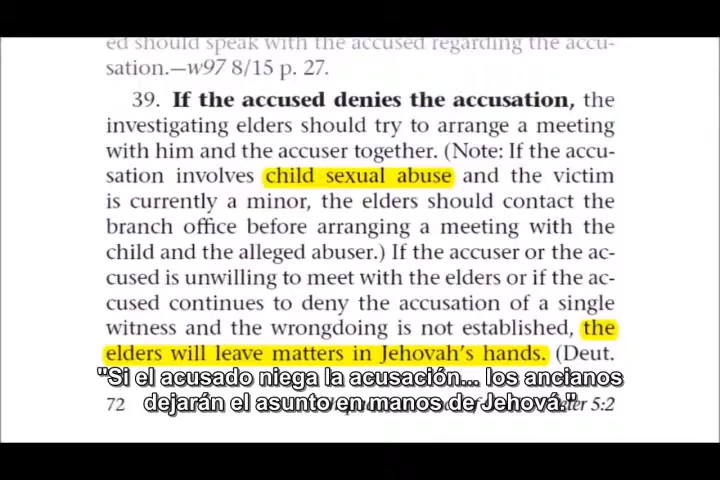 ed should speak with the accused regarding the accu-
sation.—w97 8/15 p. 27.
39. If the accused denies the accusation, the
investigating elders should try to arrange a meeting
with him and the accuser together. (Note: If the accu-
sation involves child sexual abuse and the victim
is currently a minor, the elders should contact the
branch office before arranging a meeting with the
child and the alleged abuser.) If the accuser or the ac-
cused is unwilling to meet with the elders or if the ac-
cused continues to deny the accusation of a single
witness and the wrongdoing is not established, the
elders will leave matters in Jehovah's hands. (Deut.
"Si el acusado niega la acusación... los ancianos
dejarán el asunto en manos de Jehová."
72 5:2